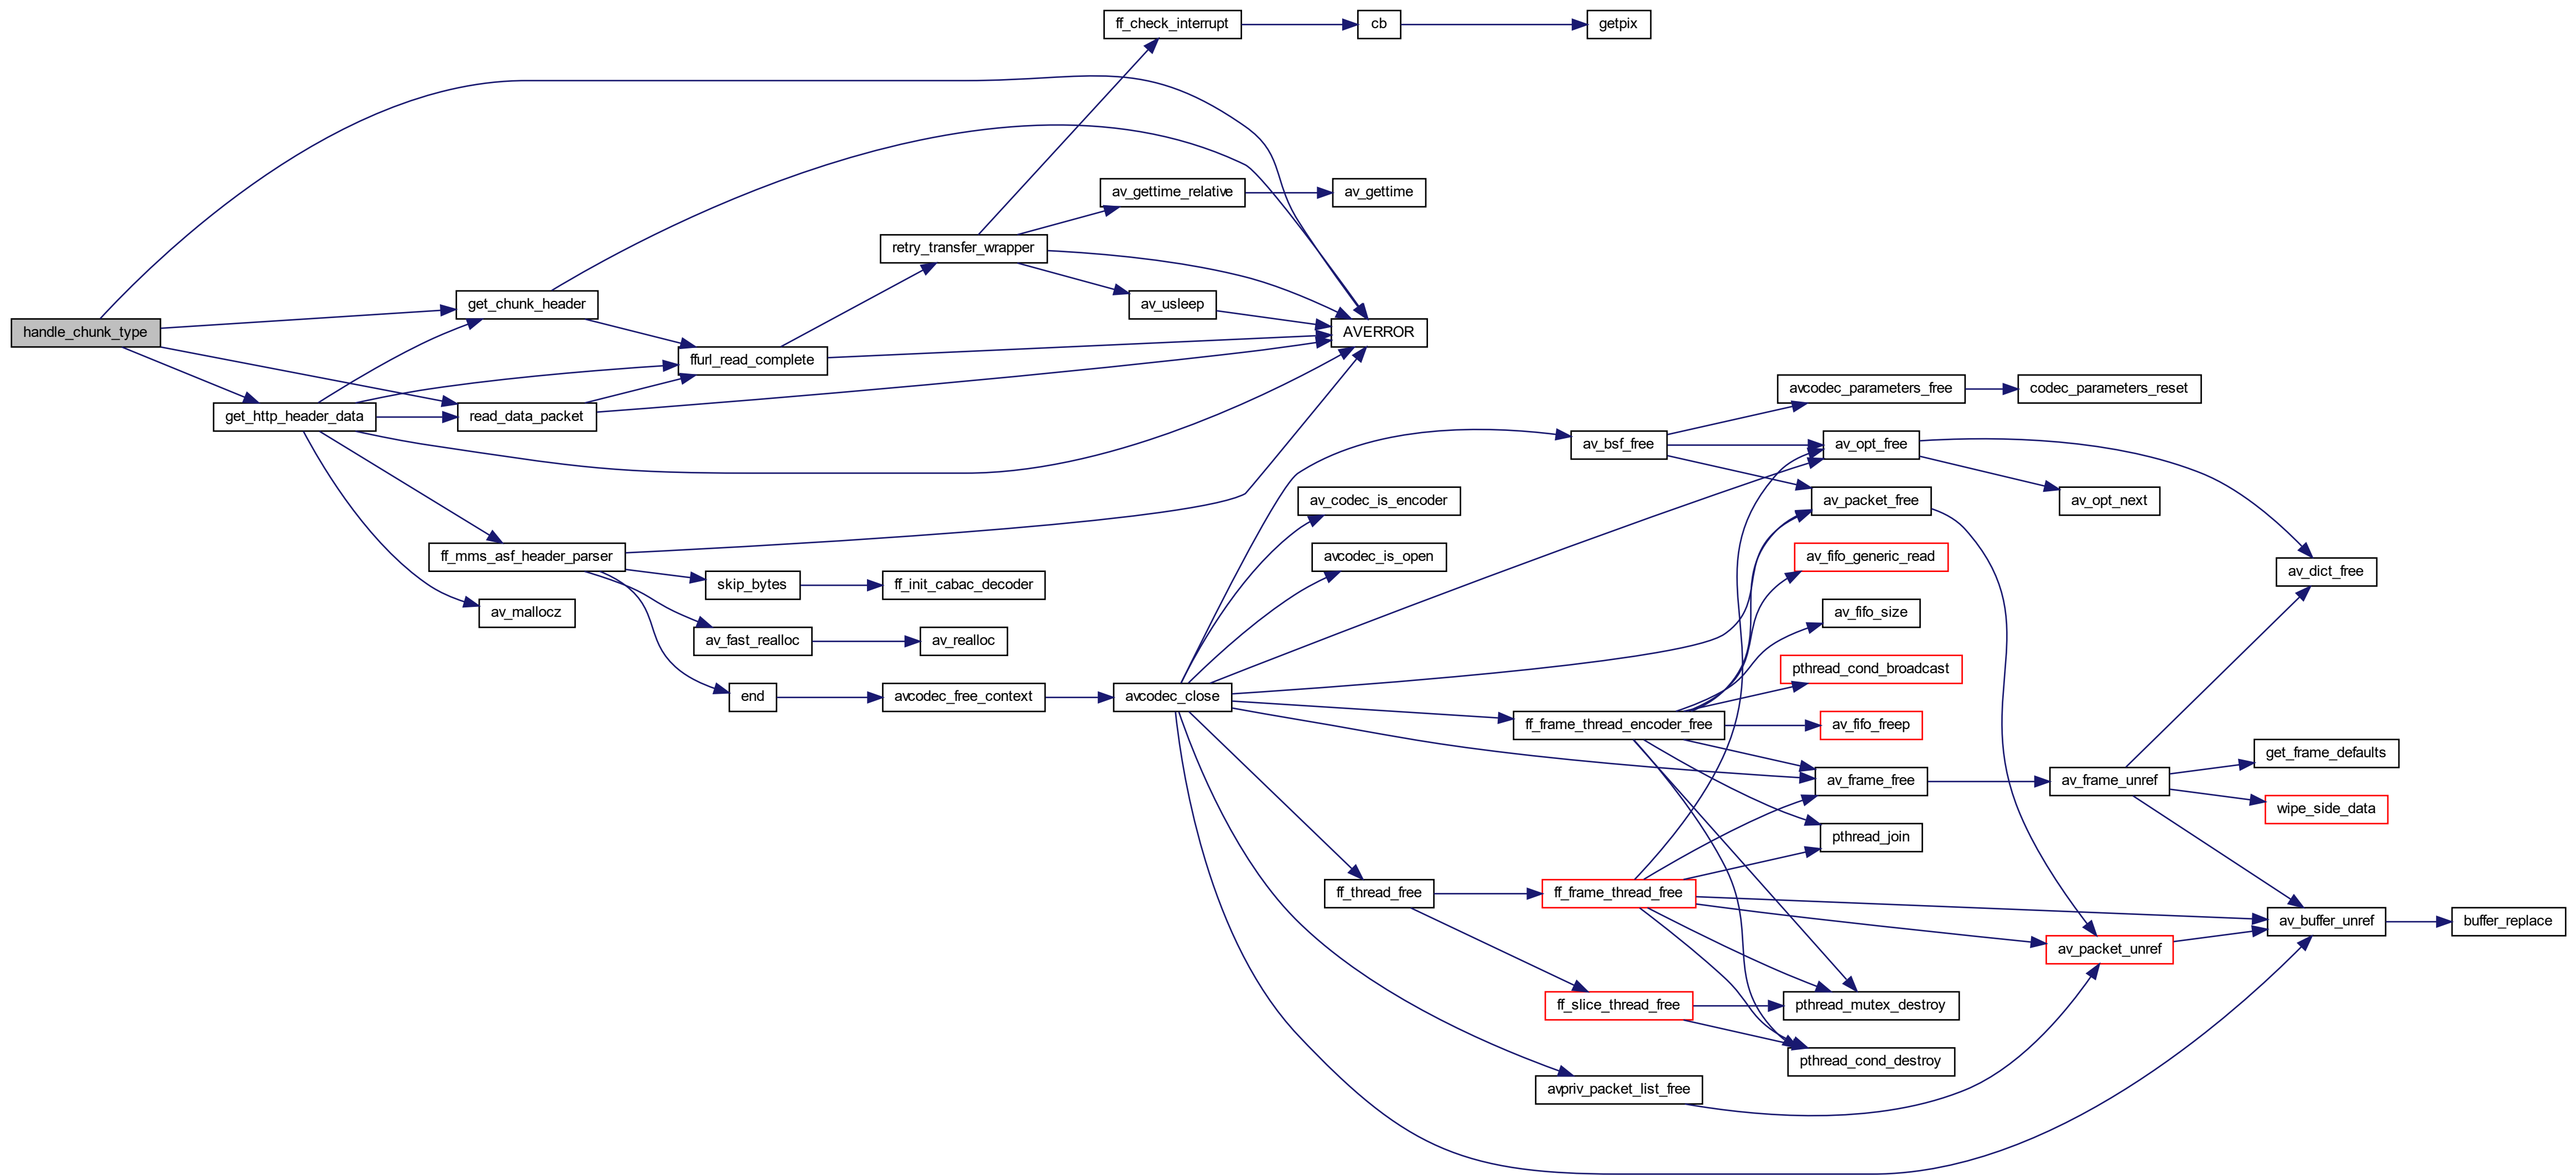 ff_check_interrupt
cb
getpix
av_gettime_relative
av_gettime
retry_transfer_wrapper
get_chunk_header
av_usleep
handle_chunk_type
AVERROR
ffurl_read_complete
avcodec_parameters_free
codec_parameters_reset
get_http_header_data
read_data_packet
av_bsf_free
av_opt_free
av_codec_is_encoder
av_packet_free
av_opt_next
ff_mms_asf_header_parser
avcodec_is_open
av_fifo_generic_read
av_dict_free
skip_bytes
ff_init_cabac_decoder
av_mallocz
av_fifo_size
av_fast_realloc
av_realloc
pthread_cond_broadcast
end
avcodec_free_context
avcodec_close
ff_frame_thread_encoder_free
av_fifo_freep
get_frame_defaults
av_frame_free
av_frame_unref
wipe_side_data
pthread_join
ff_thread_free
ff_frame_thread_free
av_buffer_unref
buffer_replace
av_packet_unref
ff_slice_thread_free
pthread_mutex_destroy
pthread_cond_destroy
avpriv_packet_list_free